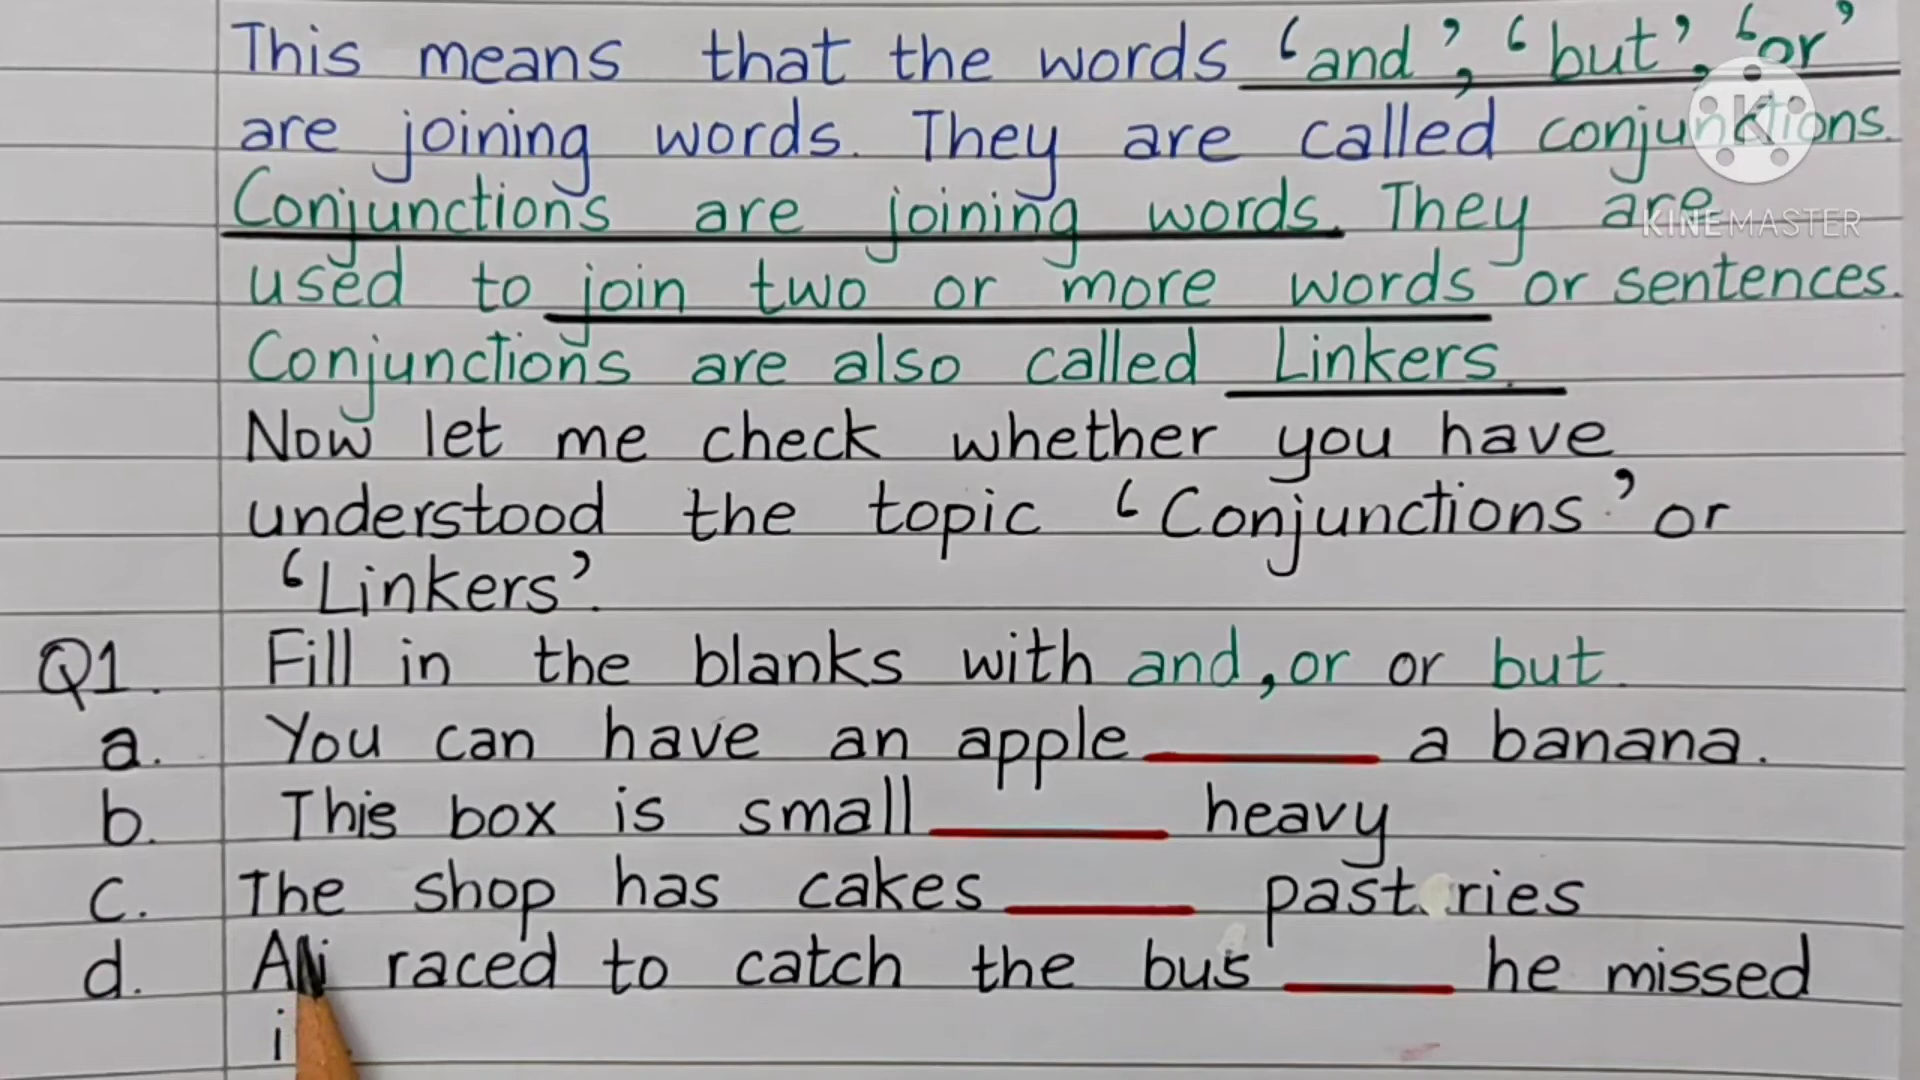 This means that the words ‘and’, ‘but’, ‘or’
are joining words. They are called conjunctions.
Conjunctions are joining words. They are
KINEMASTER
used to join two or more words or sentences.
Conjunctions are also called Linkers.
Now let me check whether you have
understood the topic ‘Conjunctions’ or
‘Linkers’.
Q1. Fill in the blanks with and, or or but.
a. You can have an apple ______ a banana.
b. This box is small ______ heavy
c. The shop has cakes ______ pastries
d. Ali raced to catch the bus ______ he missed